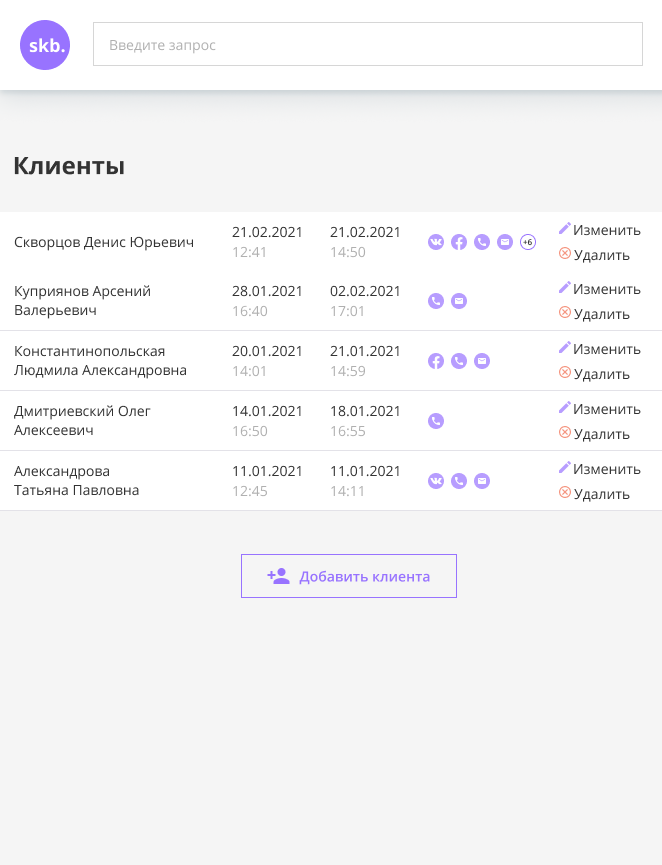 skb.
Введите запрос
Клиенты
Скворцов Денис Юрьевич
21.02.2021
12:41
21.02.2021
14:50
+6
Изменить
Удалить
Куприянов Арсений
Валерьевич
28.01.2021
16:40
02.02.2021
17:01
Изменить
Удалить
Константинопольская
Людмила Александровна
20.01.2021
14:01
21.01.2021
14:59
Изменить
Удалить
Дмитриевский Олег
Алексеевич
14.01.2021
16:50
18.01.2021
16:55
Изменить
Удалить
Александрова
Татьяна Павловна
11.01.2021
12:45
11.01.2021
14:11
Изменить
Удалить
Добавить клиента